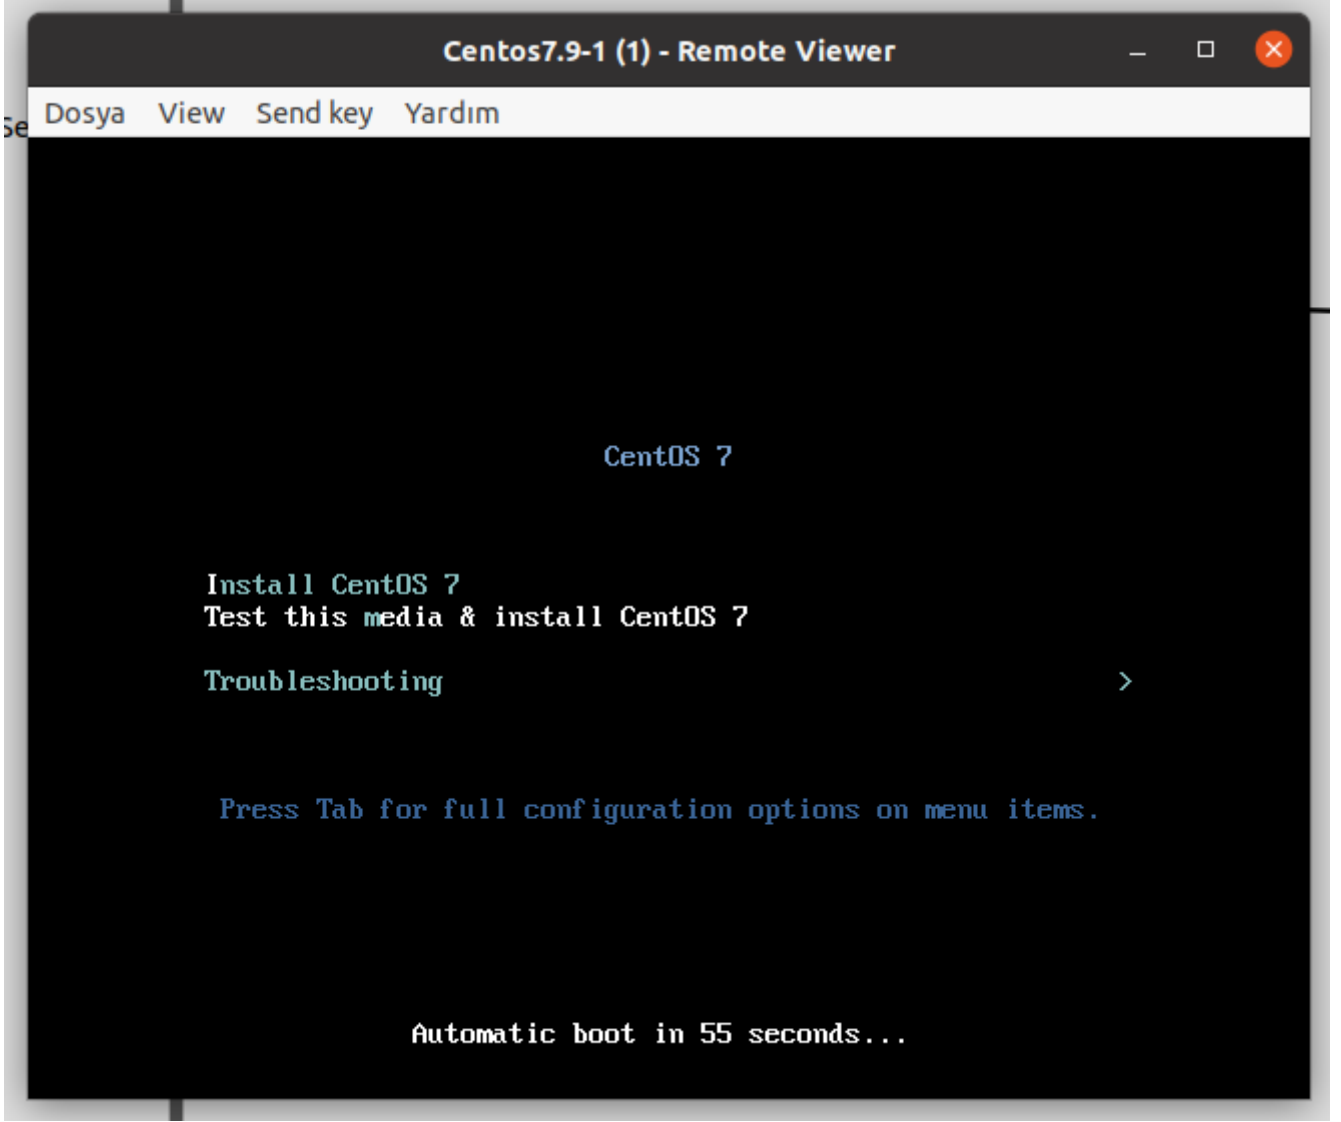 Centos7.9-1 (1) - Remote Viewer
Dosya View Send key Yardım
Se
CentOS 7
Install CentOS 7
Test this media & install CentOS 7
Troubleshooting >
Press Tab for full configuration options on menu items.
Automatic boot in 55 seconds...